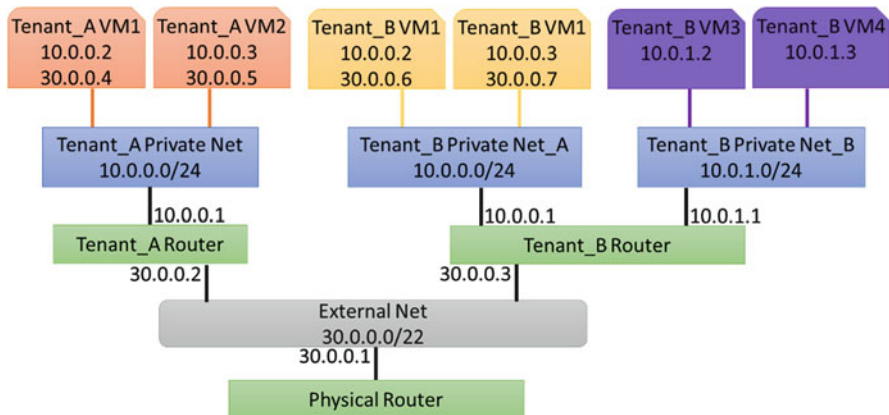 Tenant_A VM1
10.0.0.2
30.0.0.4
Tenant_A VM2
10.0.0.3
30.0.0.5
Tenant_B VM1
10.0.0.2
30.0.0.6
Tenant_B VM1
10.0.0.3
30.0.0.7
Tenant_B VM3
10.0.1.2
Tenant_B VM4
10.0.1.3
Tenant_A Private Net
10.0.0.0/24
Tenant_B Private Net_A
10.0.0.0/24
Tenant_B Private Net_B
10.0.1.0/24
10.0.0.1
10.0.0.1
10.0.1.1
Tenant_A Router
Tenant_B Router
30.0.0.2
30.0.0.3
External Net
30.0.0.0/22
30.0.0.1
Physical Router